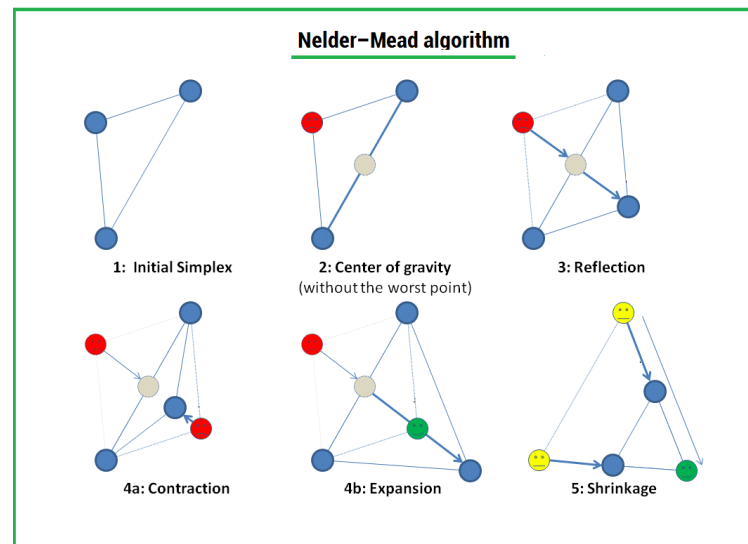 Nelder–Mead algorithm
1: Initial Simplex
2: Center of gravity
(without the worst point)
3: Reflection
4a: Contraction
4b: Expansion
5: Shrinkage